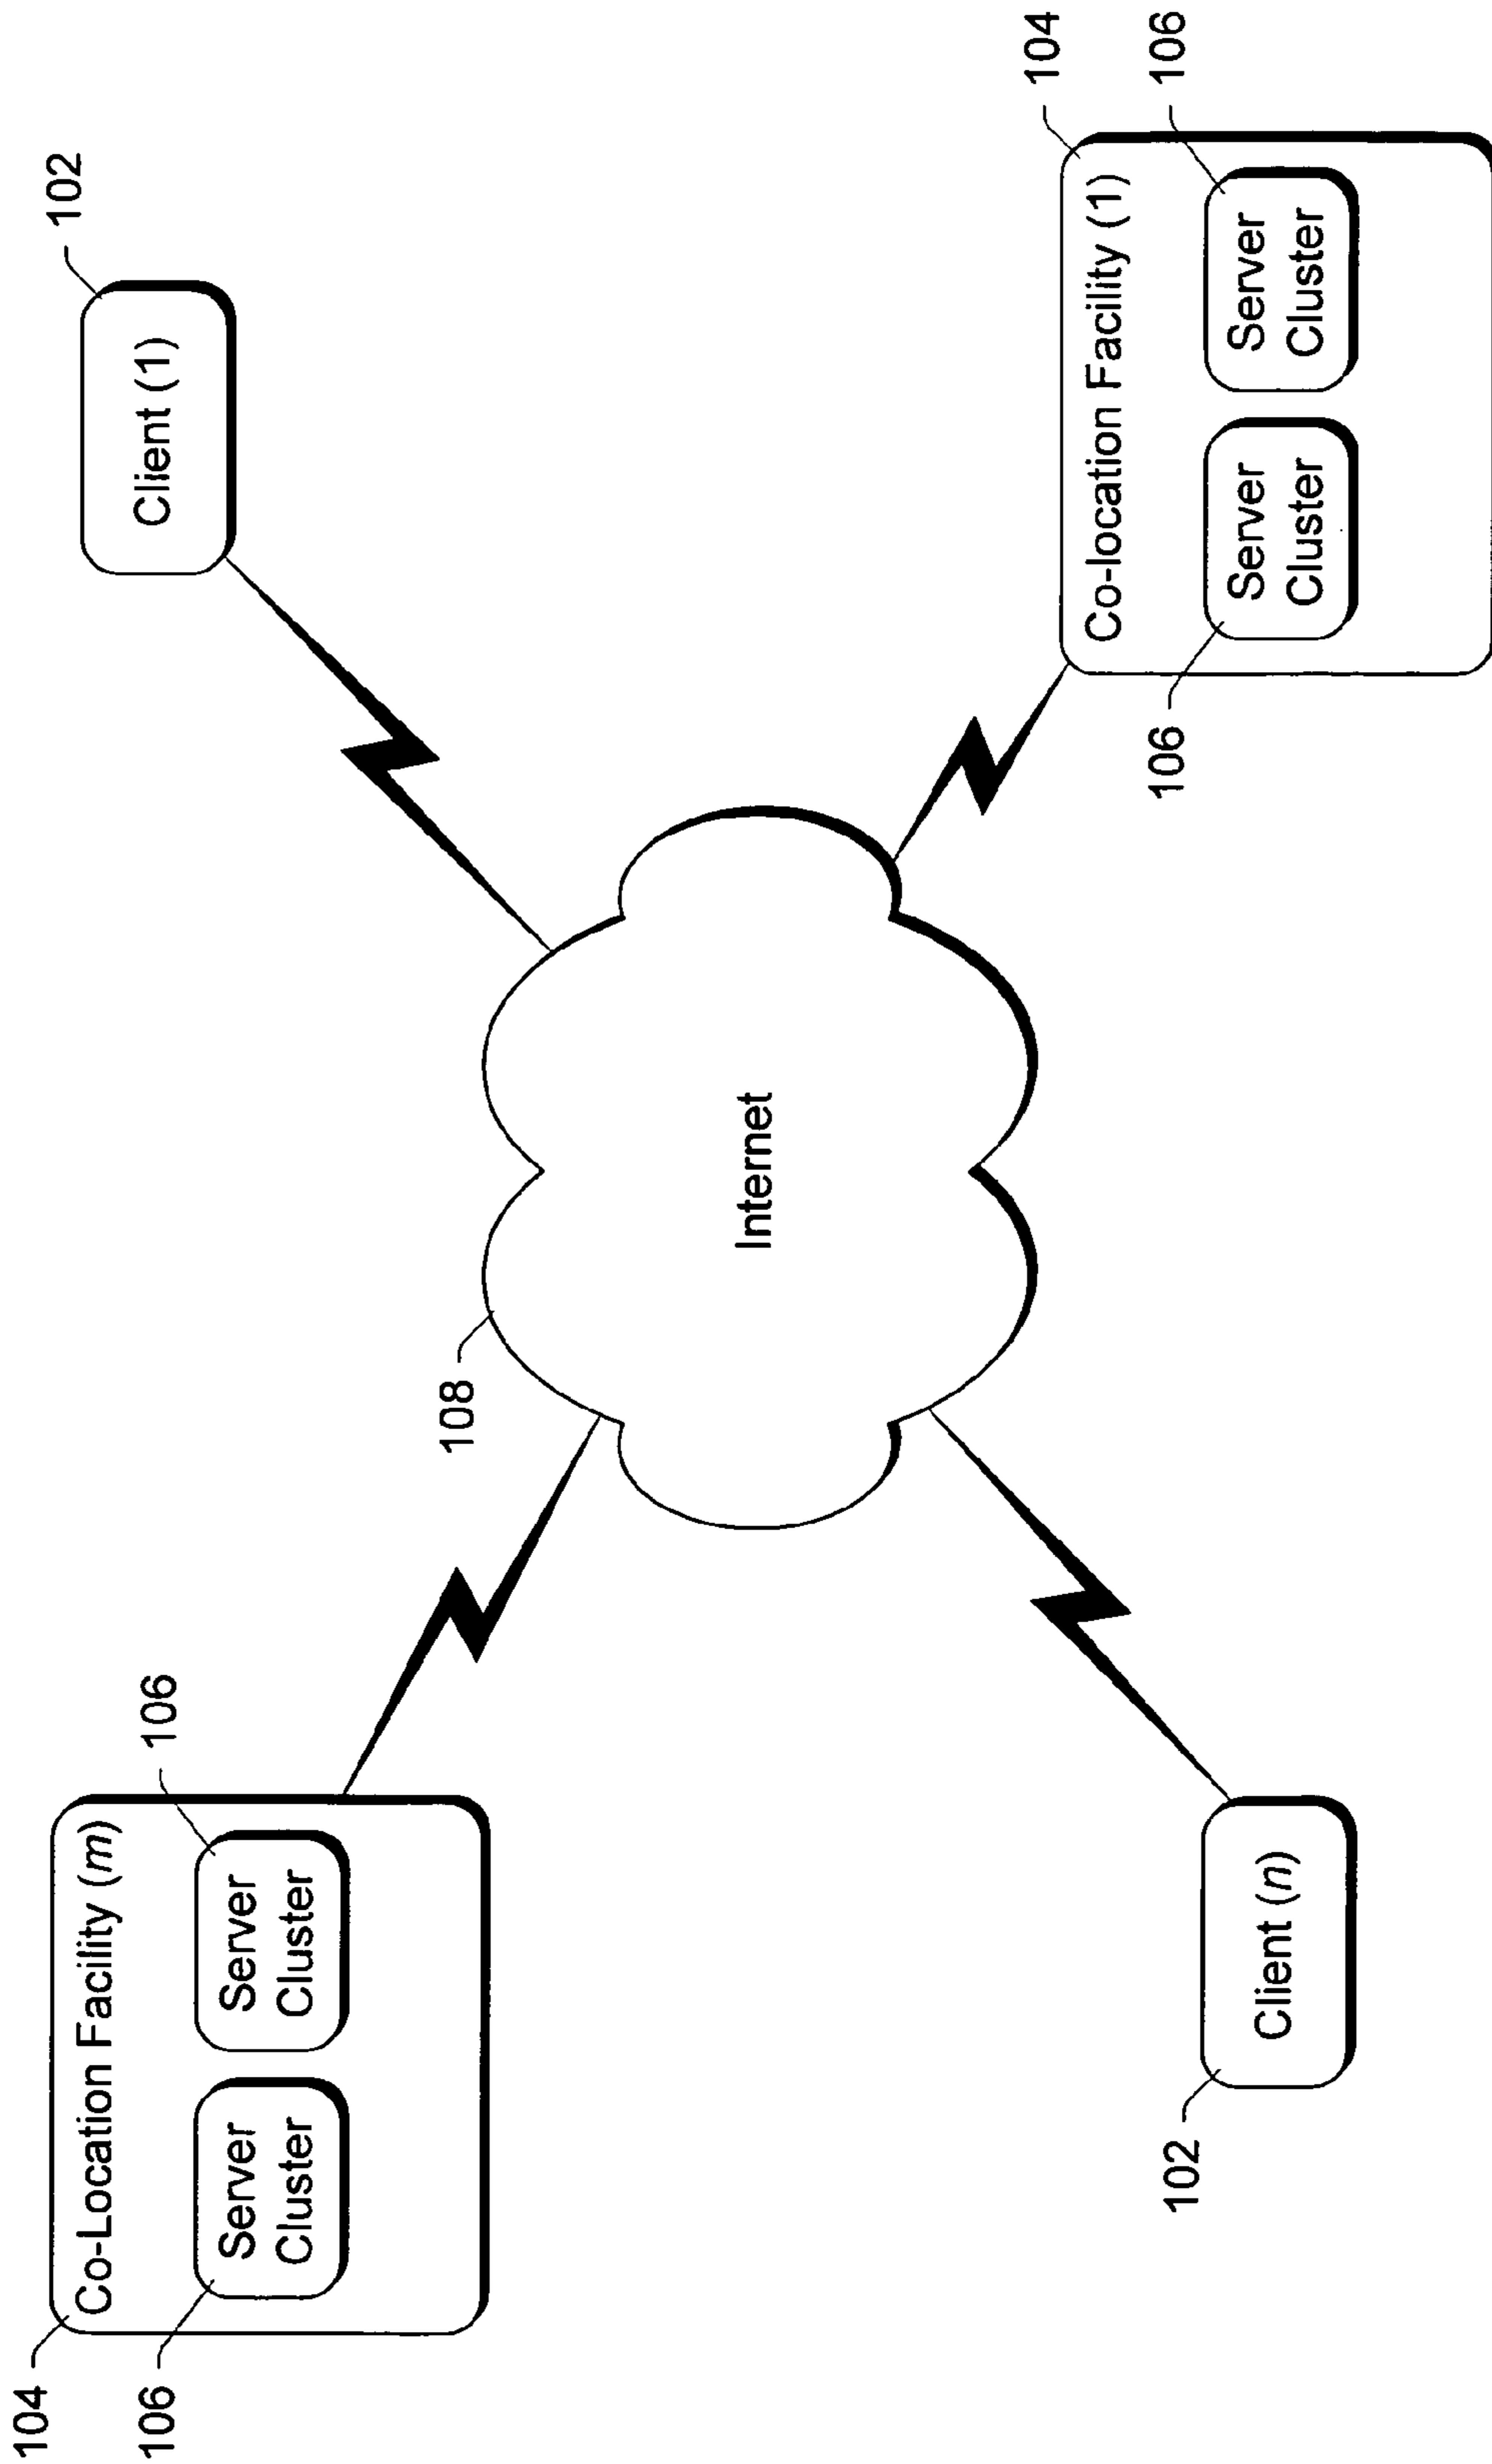 104
Co-Location Facility (m)
106
Server
Cluster
106
Server
Cluster
102
Client (1)
108
Internet
102
Client (n)
104
Co-location Facility (1)
106
Server
Cluster
106
Server
Cluster